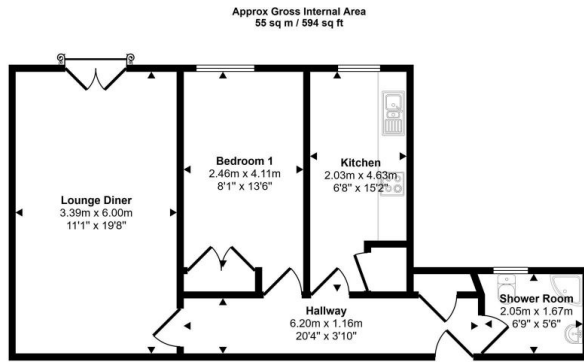 Approx Gross Internal Area
55 sq m / 594 sq ft
Bedroom 1
2.46m x 4.11m
8'1" x 13'6"
Kitchen
2.03m x 4.63m
6'8" x 15'2"
Lounge Diner
3.39m x 6.00m
11'1" x 19'8"
Hallway
6.20m x 1.16m
20'4" x 3'10"
Shower Room
2.05m x 1.67m
6'9" x 5'6"